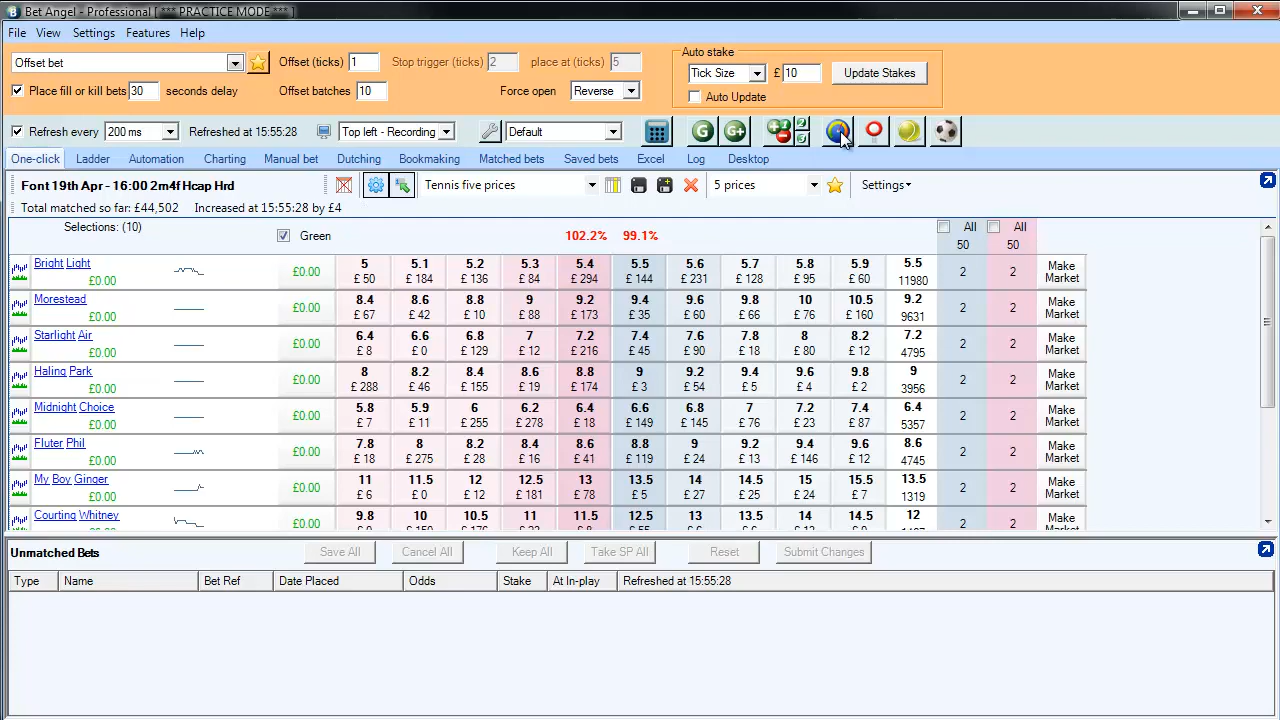 Bet Angel - Professional [ *** PRACTICE MODE *** ]
File View Settings Features Help
Offset bet Offset (ticks) 1 Stop trigger (ticks) 2 place at (ticks) 5 Auto stake
Tick Size £ 10 Update Stakes
Place fill or kill bets 30 seconds delay Offset batches 10 Force open Reverse Auto Update
Refresh every 200 ms Refreshed @ 15:55:28 Top left - Recording Default G G+ 1 2 3
One-click Ladder Automation Charting Manual bet Dutching Bookmaking Matched bets Saved bets Excel Log Desktop
Font 19th Apr - 16:00 2m4f Hcap Hrd Tennis five prices 5 prices Settings
Total matched so far: £44,502 Increased at 15:55:28 by £4
Selections: (10) Green 102.2% 99.1% All All
50 50
Bright Light £0.00 5 5.1 5.2 5.3 5.4 5.5 5.6 5.7 5.8 5.9 5.5 2 2 Make
£0.00 £ 50 £ 184 £ 136 £ 84 £ 294 £ 144 £ 231 £ 128 £ 95 £ 60 11980 Market
Morestead £0.00 8.4 8.6 8.8 9 9.2 9.4 9.6 9.8 10 10.5 9.2 2 2 Make
£0.00 £ 67 £ 42 £ 10 £ 88 £ 173 £ 35 £ 60 £ 66 £ 76 £ 160 9631 Market
Starlight Air £0.00 6.4 6.6 6.8 7 7.2 7.4 7.6 7.8 8 8.2 7.2 2 2 Make
£0.00 £ 8 £ 0 £ 129 £ 12 £ 216 £ 45 £ 90 £ 18 £ 80 £ 12 4795 Market
Haling Park £0.00 8 8.2 8.4 8.6 8.8 9 9.2 9.4 9.6 9.8 9 2 2 Make
£0.00 £ 288 £ 46 £ 155 £ 19 £ 174 £ 3 £ 54 £ 5 £ 4 £ 2 3956 Market
Midnight Choice £0.00 5.8 5.9 6 6.2 6.4 6.6 6.8 7 7.2 7.4 6.4 2 2 Make
£0.00 £ 7 £ 11 £ 255 £ 278 £ 18 £ 149 £ 145 £ 76 £ 23 £ 87 5357 Market
Fluter Phil £0.00 7.8 8 8.2 8.4 8.6 8.8 9 9.2 9.4 9.6 8.6 2 2 Make
£0.00 £ 18 £ 275 £ 28 £ 16 £ 41 £ 119 £ 24 £ 13 £ 146 £ 12 4745 Market
My Boy Ginger £0.00 11 11.5 12 12.5 13 13.5 14 14.5 15 15.5 13.5 2 2 Make
£0.00 £ 6 £ 0 £ 12 £ 181 £ 78 £ 5 £ 27 £ 25 £ 24 £ 7 1319 Market
Courting Whitney £0.00 9.8 10 10.5 11 11.5 12.5 13 13.5 14 14.5 12 2 2 Make
Unmatched Bets Save All Cancel All Keep All Take SP All Reset Submit Changes
Type Name Bet Ref Date Placed Odds Stake At In-play Refreshed at 15:55:28